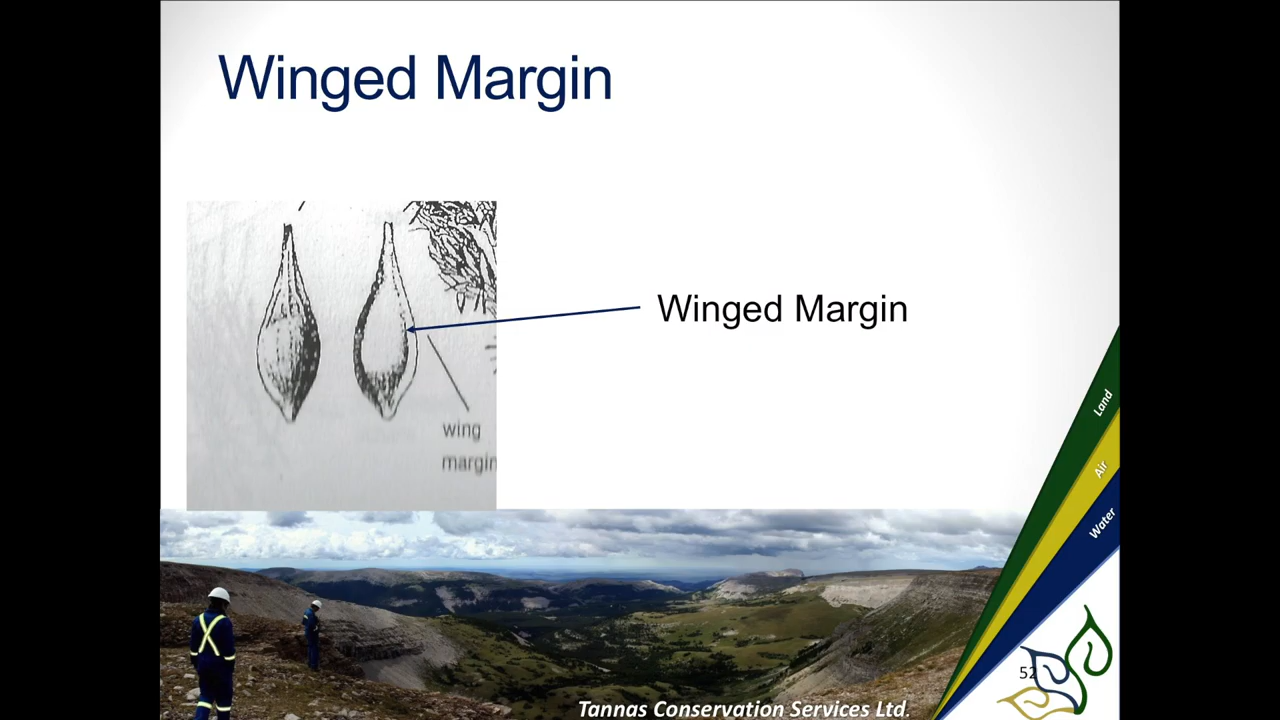 Winged Margin
Winged Margin
wing
margin
Land
Air
Water
52
Tannas Conservation Services Ltd.